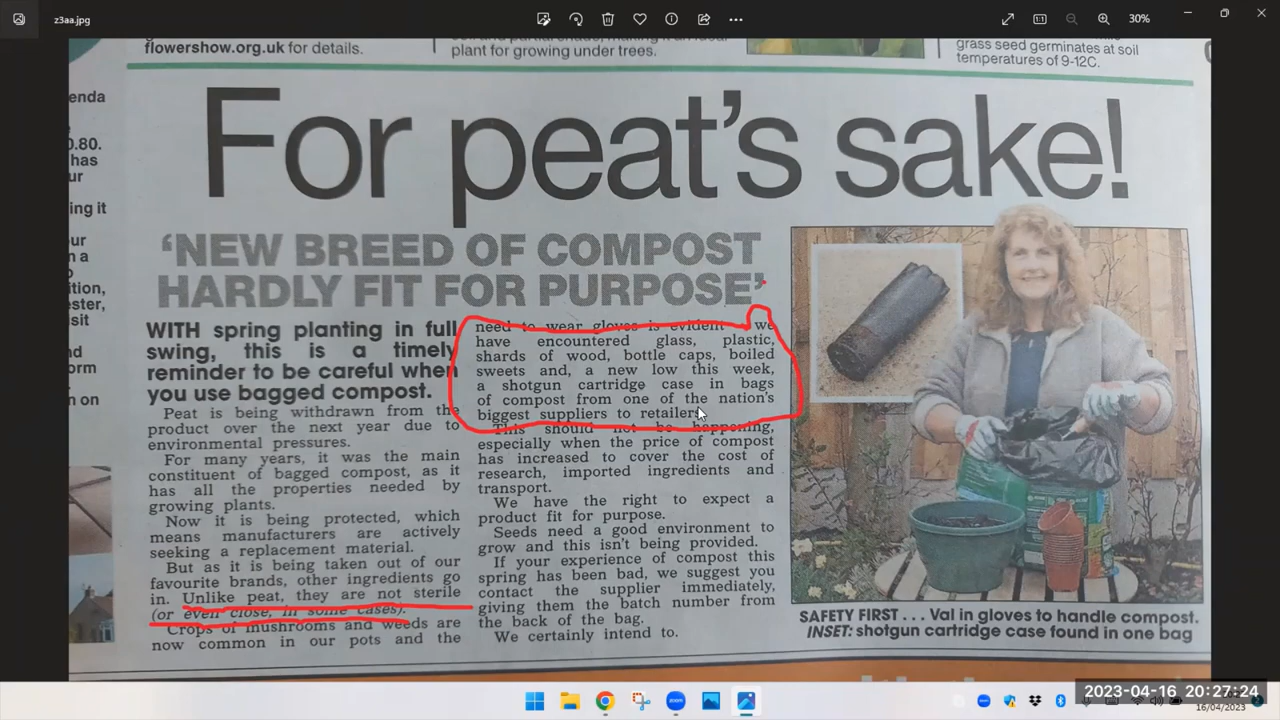 z3aa.jpg
30%
flowershow.org.uk for details.
plant for growing under trees.
grass seed germinates at soil
temperatures of 9-12C.
enda
0.80.
has
ur
ing it
ur
n a
o
ition,
ester,
sit
nd
orm
n on
For peat's sake!
'NEW BREED OF COMPOST
HARDLY FIT FOR PURPOSE'
WITH spring planting in full
swing, this is a timely
reminder to be careful when
you use bagged compost.
Peat is being withdrawn from the
product over the next year due to
environmental pressures.
For many years, it was the main
constituent of bagged compost, as it
has all the properties needed by
growing plants.
Now it is being protected, which
means manufacturers are actively
seeking a replacement material.
But as it is being taken out of our
favourite brands, other ingredients go
in. Unlike peat, they are not sterile
(or even close, in some cases).
Crops of mushrooms and weeds are
now common in our pots and the
need to wear gloves is evident – we
have encountered glass, plastic,
shards of wood, bottle caps, boiled
sweets and, a new low this week,
a shotgun cartridge case in bags
of compost from one of the nation's
biggest suppliers to retailers.
This should not be happening,
especially when the price of compost
has increased to cover the cost of
research, imported ingredients and
transport.
We have the right to expect a
product fit for purpose.
Seeds need a good environment to
grow and this isn't being provided.
If your experience of compost this
spring has been bad, we suggest you
contact the supplier immediately,
giving them the batch number from
the back of the bag.
We certainly intend to.
SAFETY FIRST . . . Val in gloves to handle compost.
INSET: shotgun cartridge case found in one bag
zoom
2023-04-16 20:27:24
16/04/2023